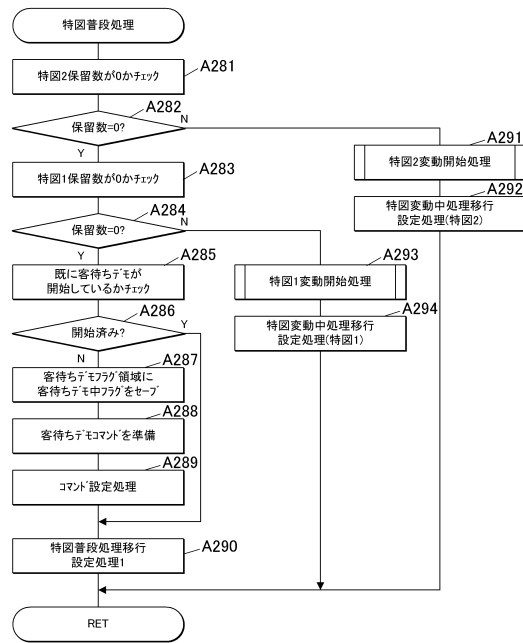 特図普段処理
特図2保留数が0かチェック
A281
保留数=0?
A282
N
Y
特図1保留数が0かチェック
A283
特図2変動開始処理
A291
特図変動中処理移行
設定処理(特図2)
A292
保留数=0?
A284
N
Y
既に客待ちデモが
開始しているかチェック
A285
特図1変動開始処理
A293
特図変動中処理移行
設定処理(特図1)
A294
開始済み?
A286
Y
N
客待ちデモフラグ領域に
客待ちデモ中フラグをセーブ
A287
客待ちデモコマンドを準備
A288
コマンド設定処理
A289
特図普段処理移行
設定処理1
A290
RET